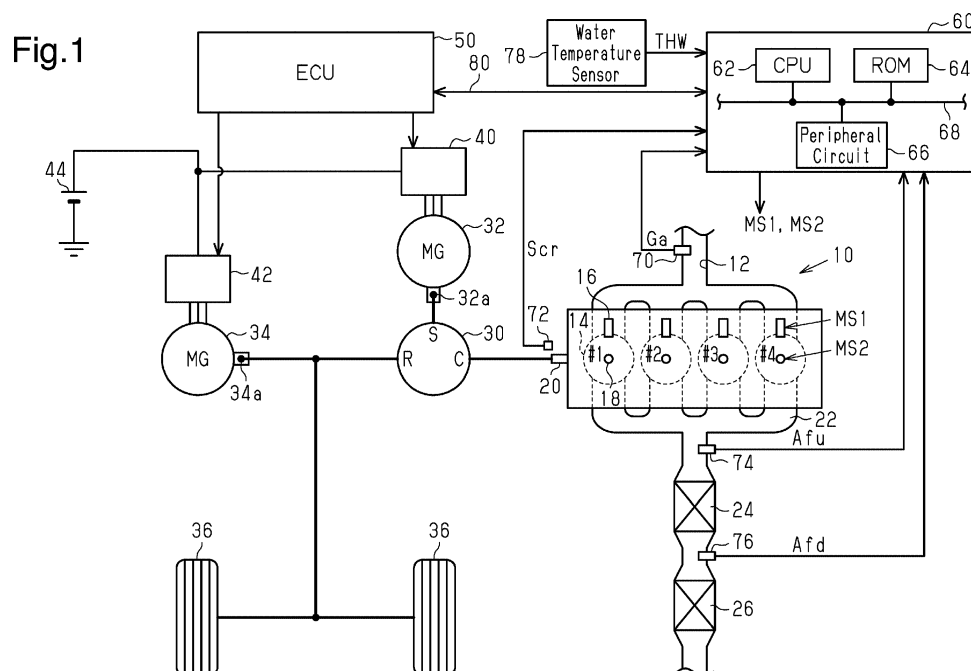 Fig.1
50
ECU
80
78
Water
Temperature
Sensor
THW
60
62
CPU
ROM
64
68
Peripheral
Circuit
66
MS1, MS2
44
40
32
MG
32a
42
34
MG
34a
30
S
R
C
Scr
Ga
70
12
10
16
72
14
#1
#2
#3
#4
MS1
MS2
20
18
22
Afu
74
24
76
Afd
26
36
36